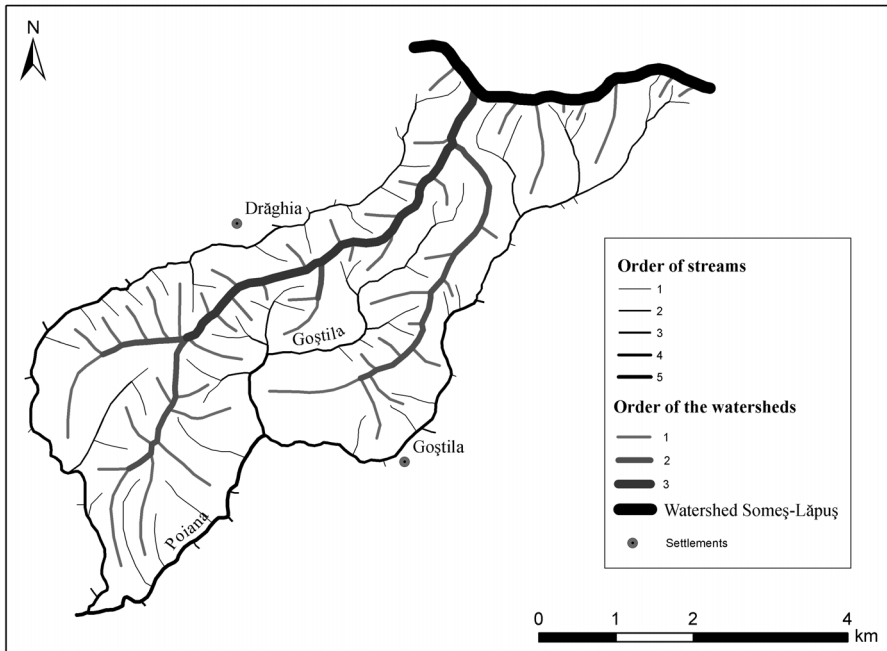 N
Drăghia
Goştila
Goştila
Poiana
Order of streams
1
2
3
4
5
Order of the watersheds
1
2
3
Watershed Someş-Lăpuş
Settlements
0 1 2 4
km